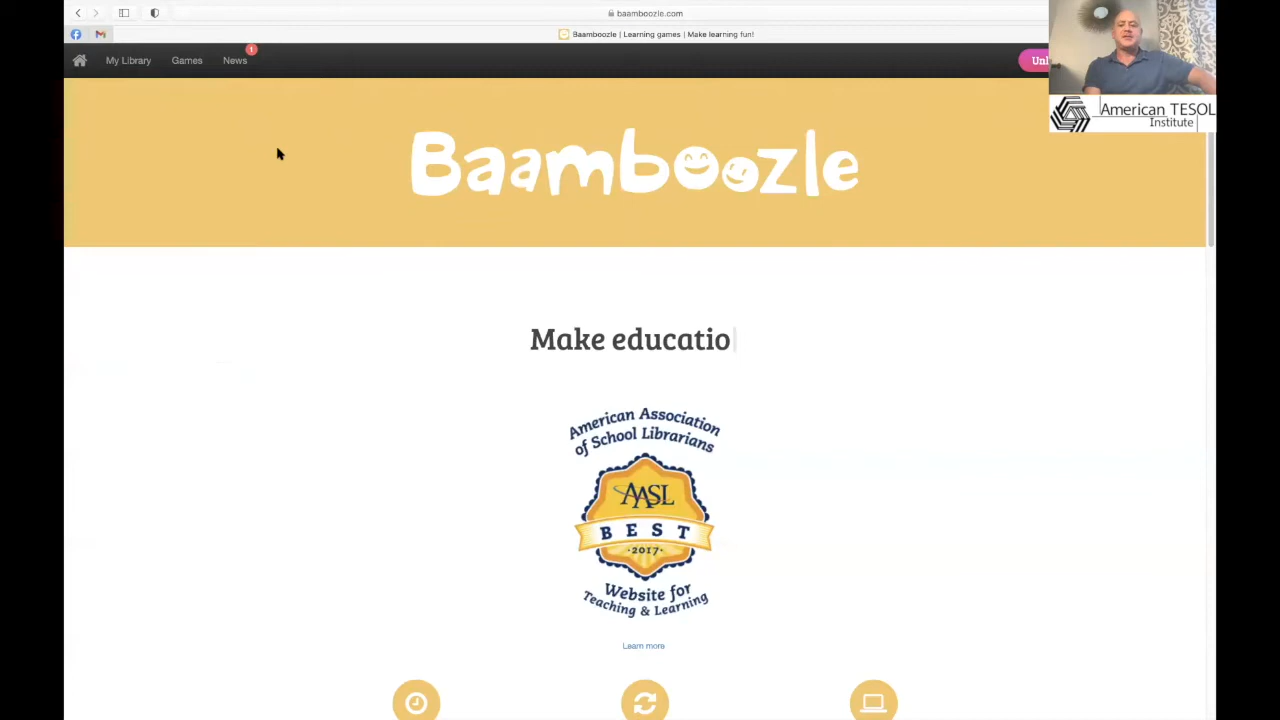 baamboozle.com
Baamboozle | Learning games | Make learning fun!
My Library Games News 1
Unl
American TESOL
Institute
Baamboozle
Make educatio
American Association
of School Librarians
AASL
BEST
·2017·
Website for
Teaching & Learning
Learn more